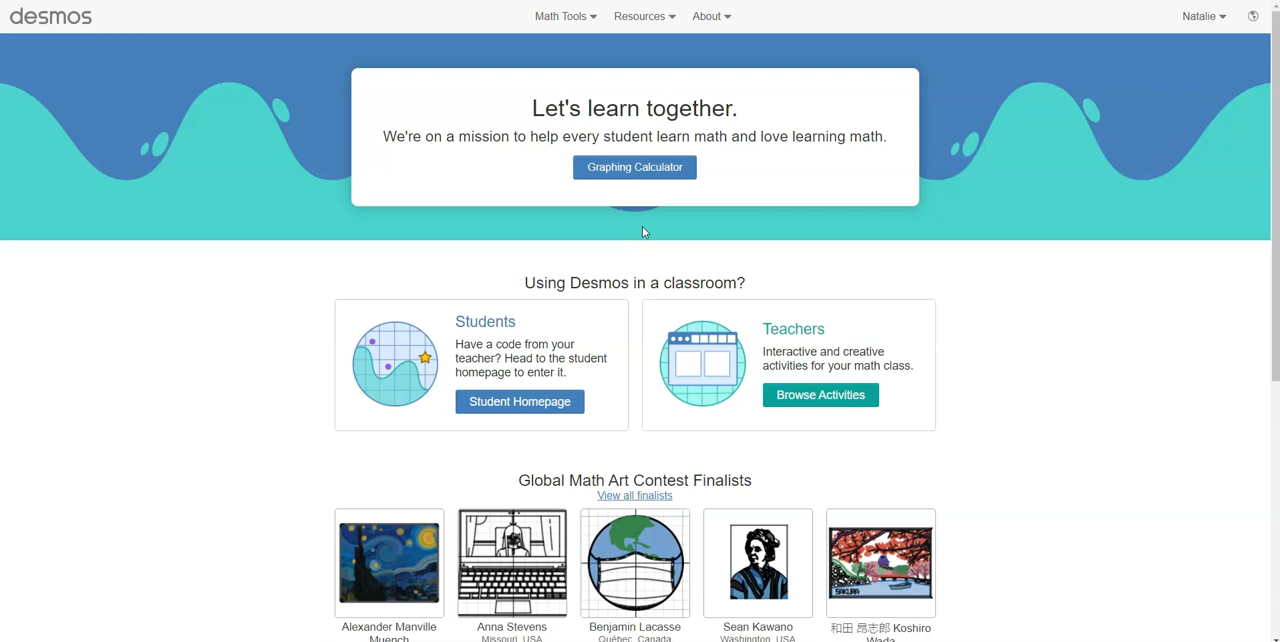 desmos
Math Tools
Resources
About
Natalie
Let's learn together.
We're on a mission to help every student learn math and love learning math.
Graphing Calculator
Using Desmos in a classroom?
Students
Have a code from your
teacher? Head to the student
homepage to enter it.
Student Homepage
Teachers
Interactive and creative
activities for your math class.
Browse Activities
Global Math Art Contest Finalists
View all finalists
SAKURA
Alexander Manville
Muench
Anna Stevens
Missouri, USA
Benjamin Lacasse
Québec, Canada
Sean Kawano
Washington, USA
和田 昂志郎 Koshiro
Wada